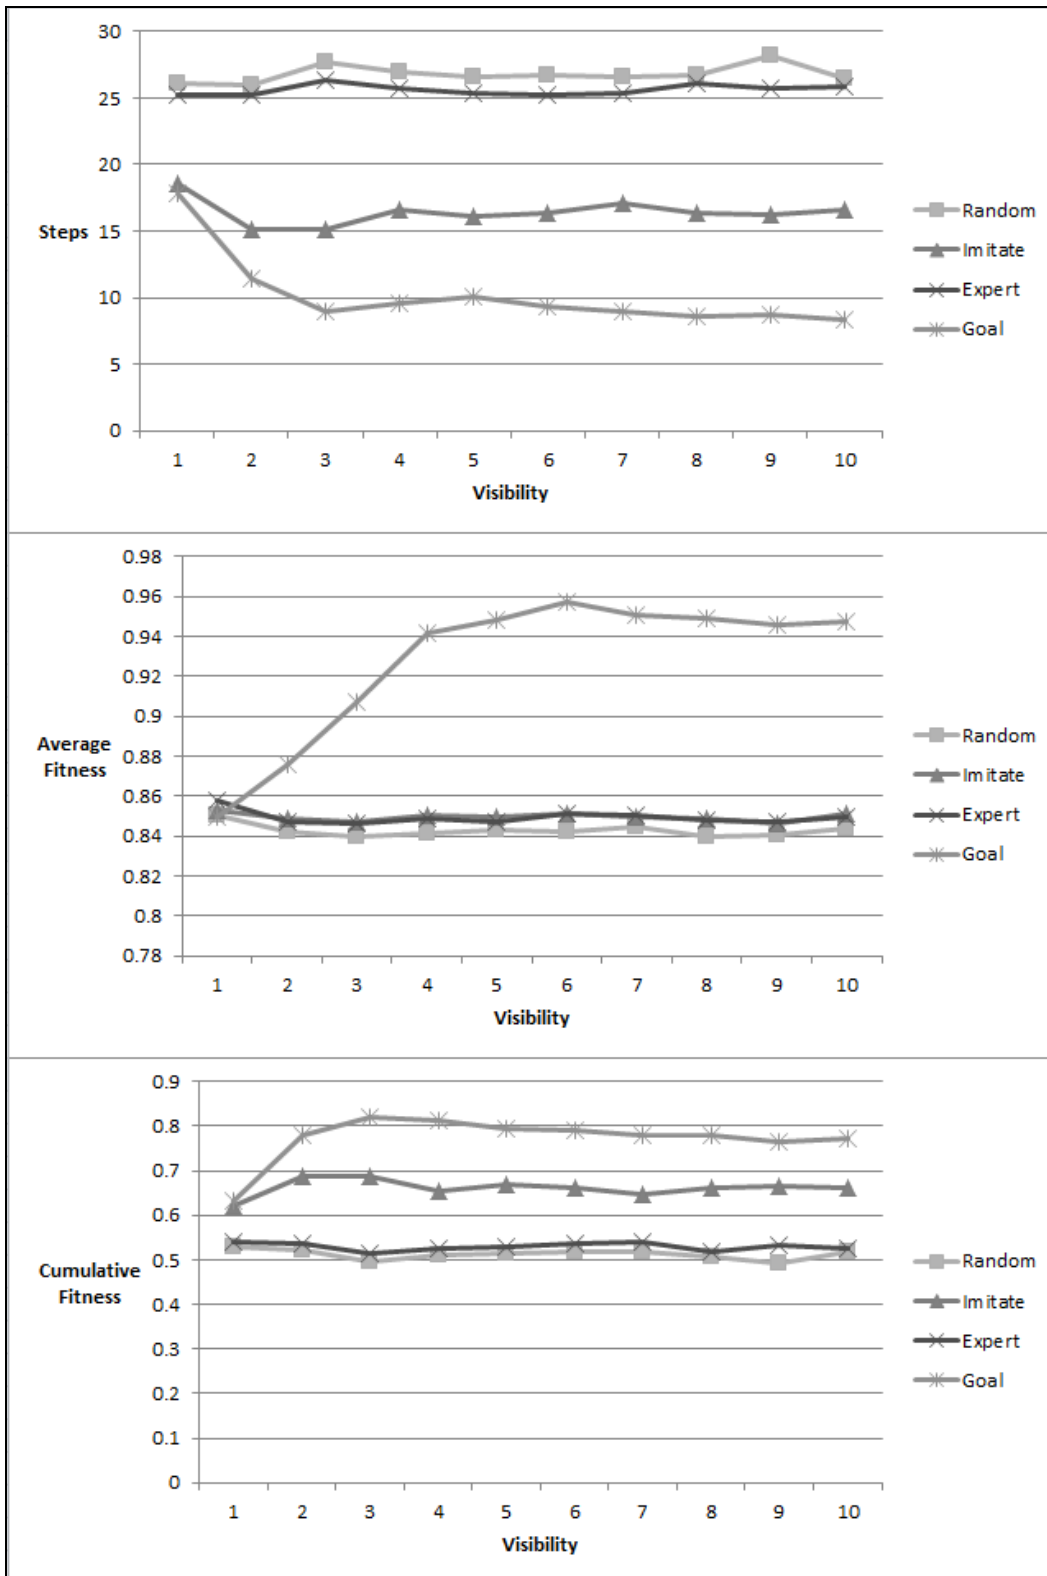 30
25
20
15
10
5
0
Steps
1 2 3 4 5 6 7 8 9 10
Visibility
Random
Imitate
Expert
Goal
0.98
0.96
0.94
0.92
0.9
0.88
0.86
0.84
0.82
0.8
0.78
Average
Fitness
1 2 3 4 5 6 7 8 9 10
Visibility
Random
Imitate
Expert
Goal
0.9
0.8
0.7
0.6
0.5
0.4
0.3
0.2
0.1
0
Cumulative
Fitness
1 2 3 4 5 6 7 8 9 10
Visibility
Random
Imitate
Expert
Goal